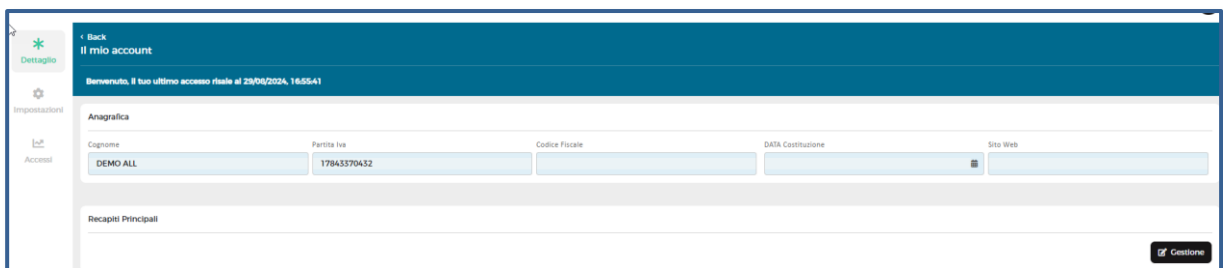 Dettaglio
Impostazioni
Accessi
‹ Back
Il mio account
Benvenuto, il tuo ultimo accesso risale al 29/08/2024, 16:55:41
Anagrafica
Cognome Partita Iva Codice Fiscale DATA Costituzione Sito Web
DEMO ALL 17843370432
Recapiti Principali
Gestione